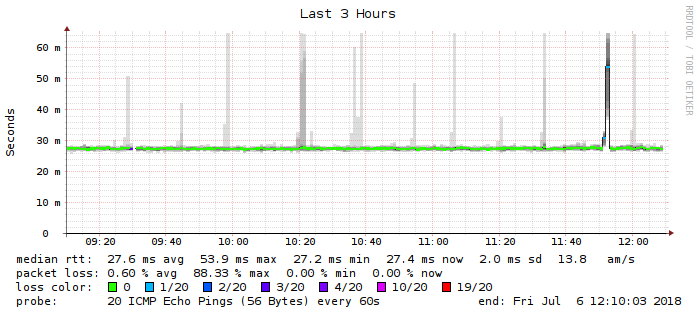 Last 3 Hours
RRDTOOL / TOBI OETIKER
Seconds
60 m
50 m
40 m
30 m
20 m
10 m
0
09:20 09:40 10:00 10:20 10:40 11:00 11:20 11:40 12:00
median rtt: 27.6 ms avg 53.9 ms max 27.2 ms min 27.4 ms now 2.0 ms sd 13.8 am/s
packet loss: 0.60 % avg 88.33 % max 0.00 % min 0.00 % now
loss color: 0 1/20 2/20 3/20 4/20 10/20 19/20
probe: 20 ICMP Echo Pings (56 Bytes) every 60s end: Fri Jul 6 12:10:03 2018